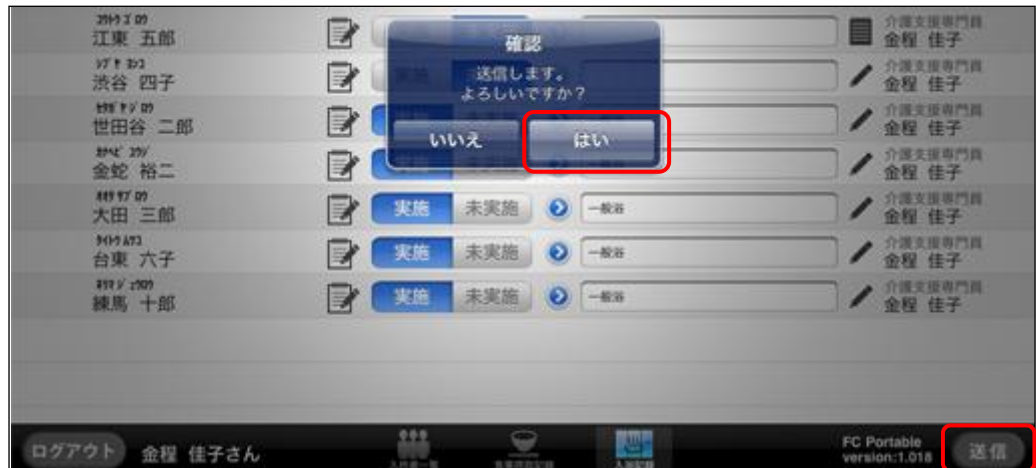 江東 五郎
介護支援専門員
金程 佳子
確認
送信します。
よろしいですか？
いいえ
はい
渋谷 四子
介護支援専門員
金程 佳子
世田谷 二郎
介護支援専門員
金程 佳子
金蛇 裕二
介護支援専門員
金程 佳子
大田 三郎
実施 未実施 一般浴
介護支援専門員
金程 佳子
台東 六子
実施 未実施 一般浴
介護支援専門員
金程 佳子
練馬 十郎
実施 未実施 一般浴
介護支援専門員
金程 佳子
ログアウト 金程 佳子さん
入浴記録
FC Portable
version:1.018
送信